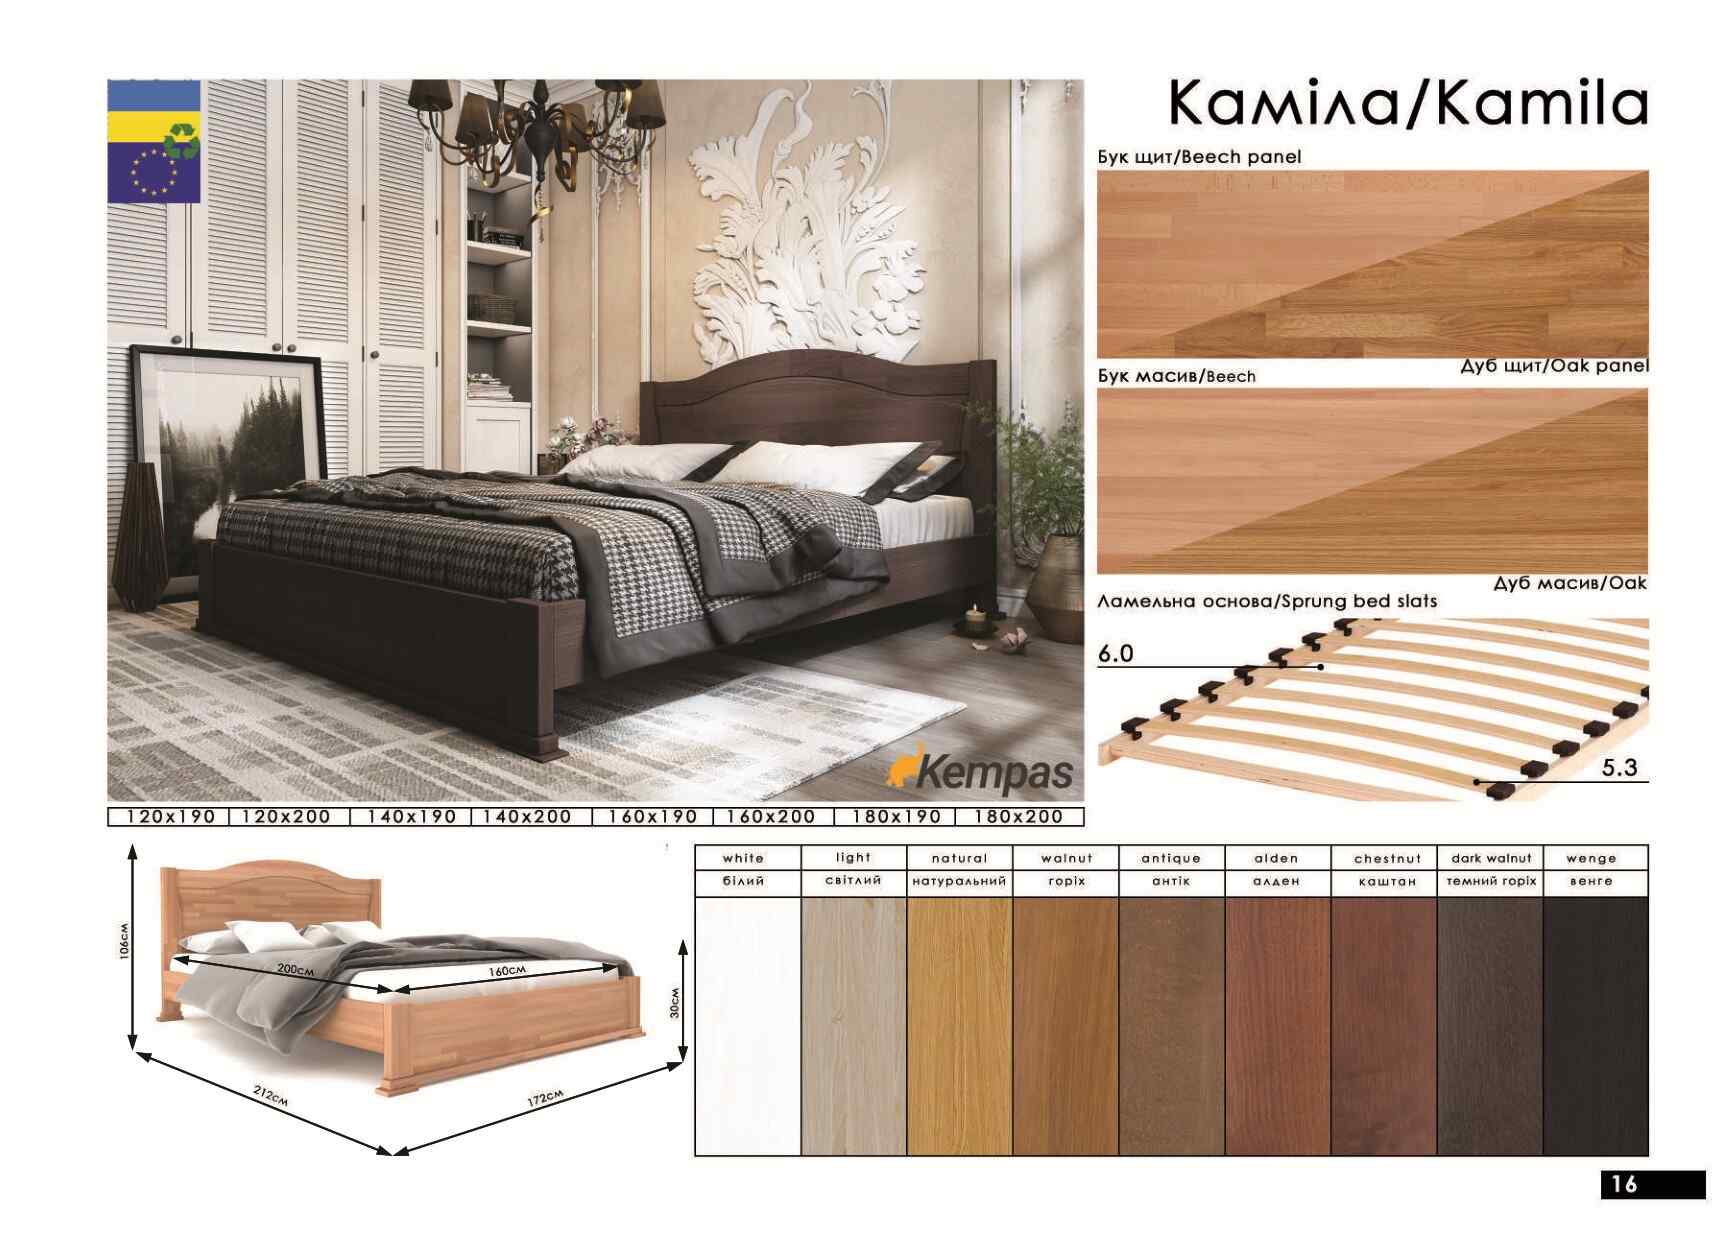 Каміла/Kamila
Бук щит/Beech panel
Дуб щит/Oak panel
Бук масив/Beech
Дуб масив/Oak
Ламельна основа/Sprung bed slats
6.0
5.3
Kempas
120x190 120x200 140x190 140x200 160x190 160x200 180x190 180x200
106см
200см
160см
30см
212см
172см
white light natural walnut antique alden chestnut dark walnut wenge
білий світлий натуральний горіх антік алден каштан темний горіх венге
16